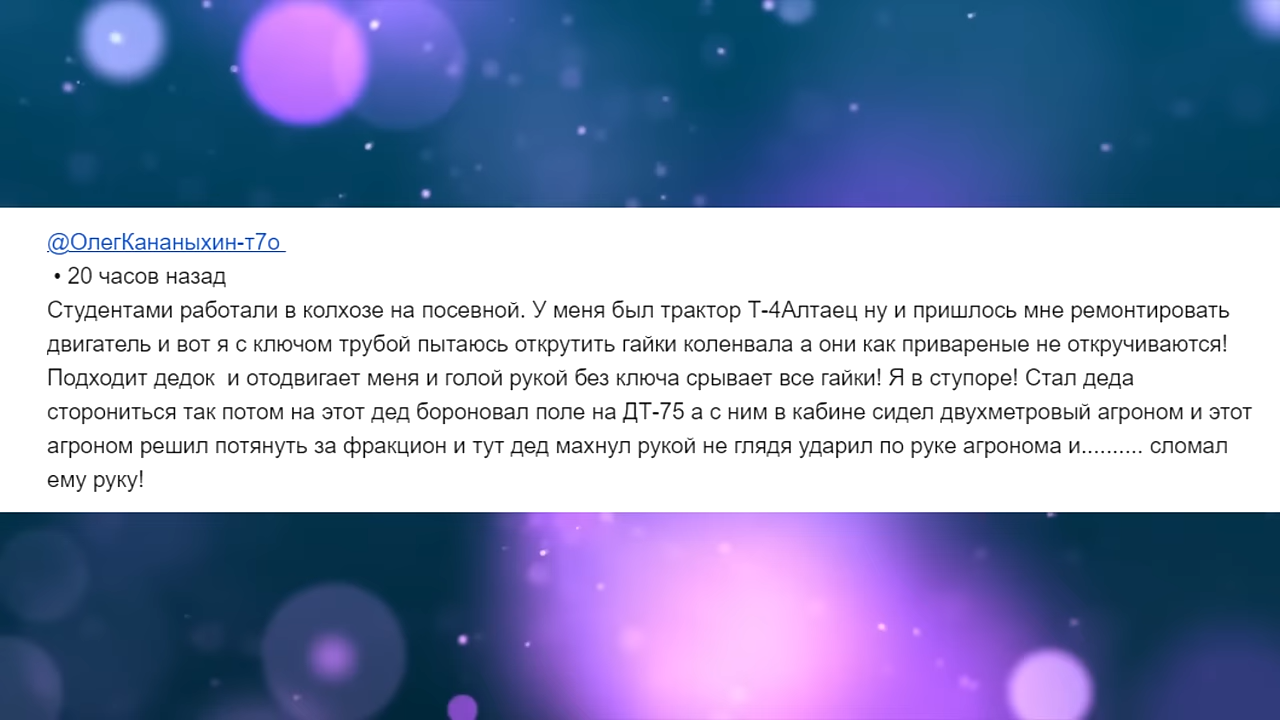 @ОлегКананыхин-т7о
• 20 часов назад
Студентами работали в колхозе на посевной. У меня был трактор Т-4Алтаец ну и пришлось мне ремонтировать
двигатель и вот я с ключом трубой пытаюсь открутить гайки коленвала а они как привареные не откручиваются!
Подходит дедок  и отодвигает меня и голой рукой без ключа срывает все гайки! Я в ступоре! Стал деда
сторониться так потом на этот дед бороновал поле на ДТ-75 а с ним в кабине сидел двухметровый агроном и этот
агроном решил потянуть за фракцион и тут дед махнул рукой не глядя ударил по руке агронома и.......... сломал
ему руку!